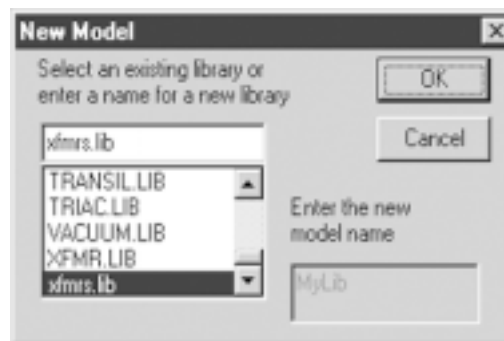 New Model
Select an existing library or
enter a name for a new library
OK
Cancel
xfmrs.lib
TRANSIL.LIB
TRIAC.LIB
VACUUM.LIB
XFMR.LIB
xfmrs.lib
Enter the new
model name
MyLib